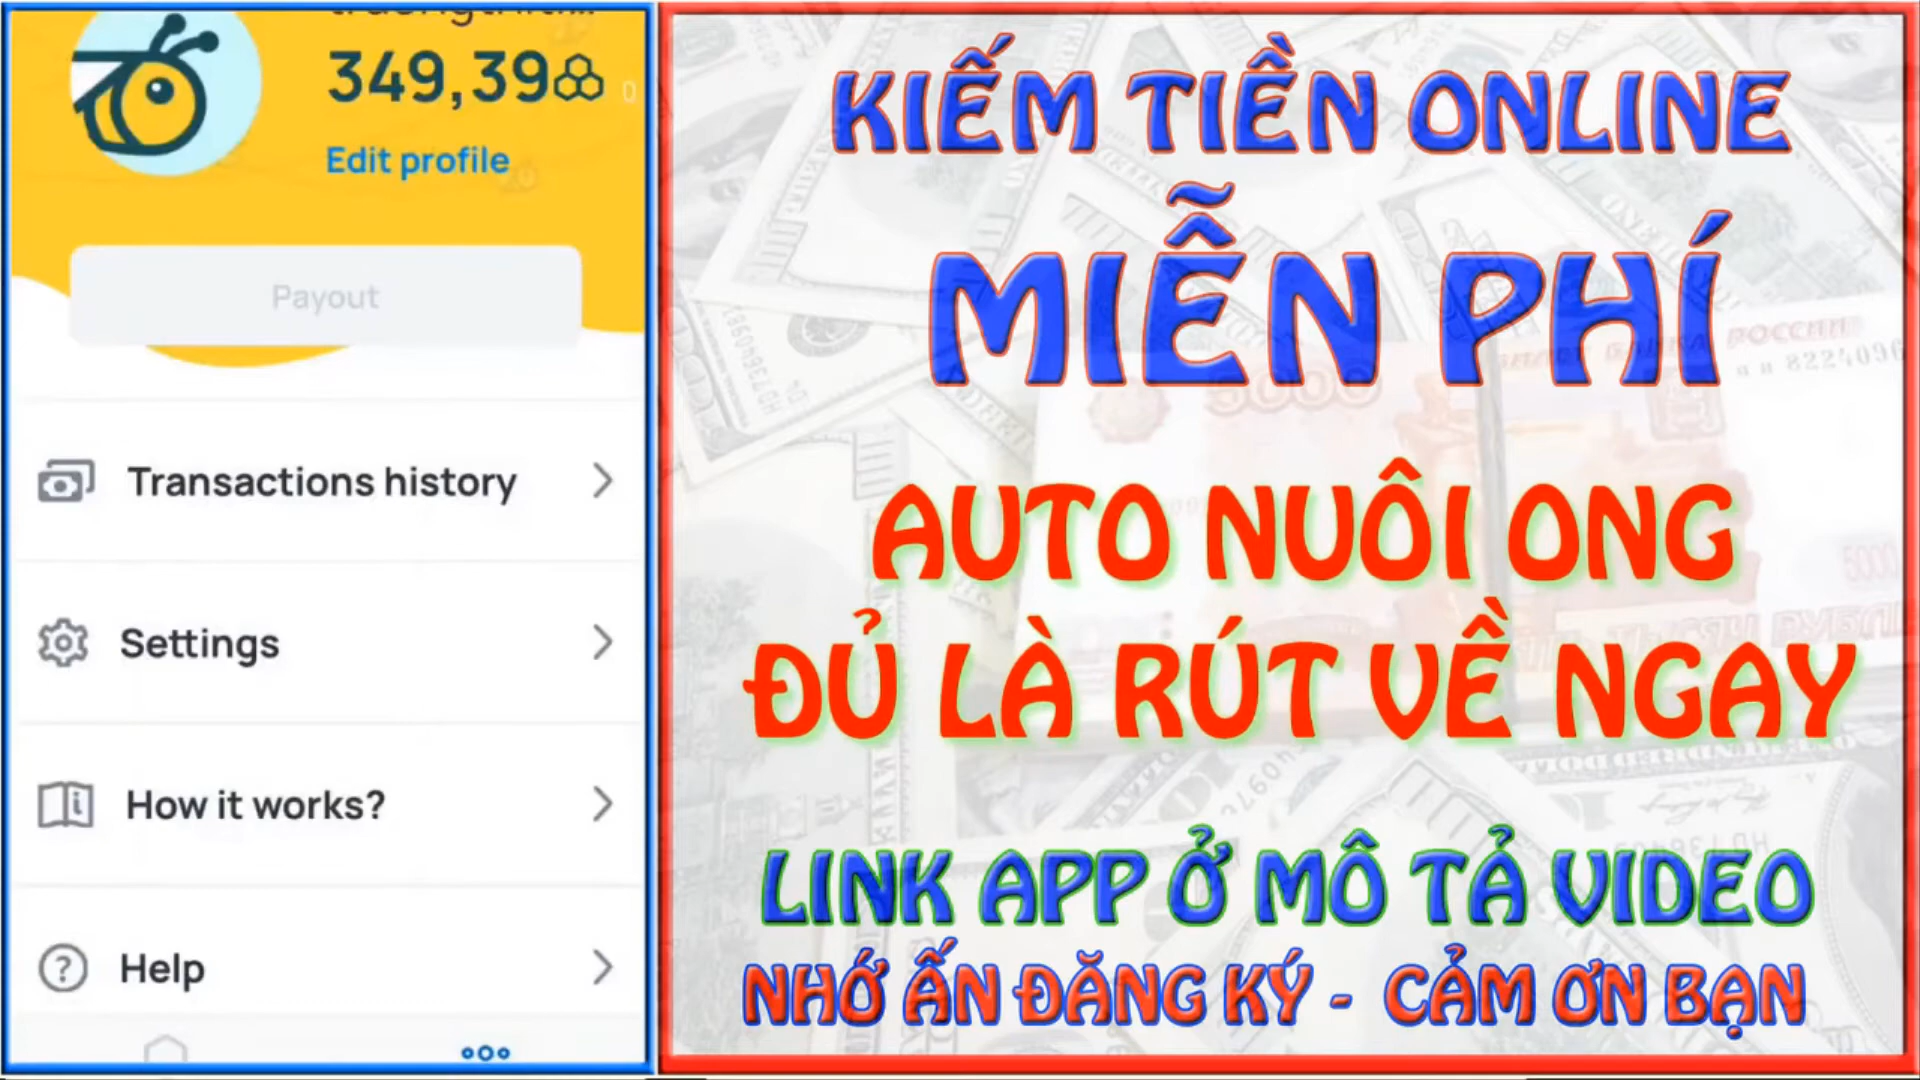 349,39
Edit profile
Payout
Transactions history
Settings
How it works?
Help
KIẾM TIỀN ONLINE
MIỄN PHÍ
AUTO NUÔI ONG
ĐỦ LÀ RÚT VỀ NGAY
LINK APP Ở MÔ TẢ VIDEO
NHỚ ẤN ĐĂNG KÝ - CẢM ƠN BẠN